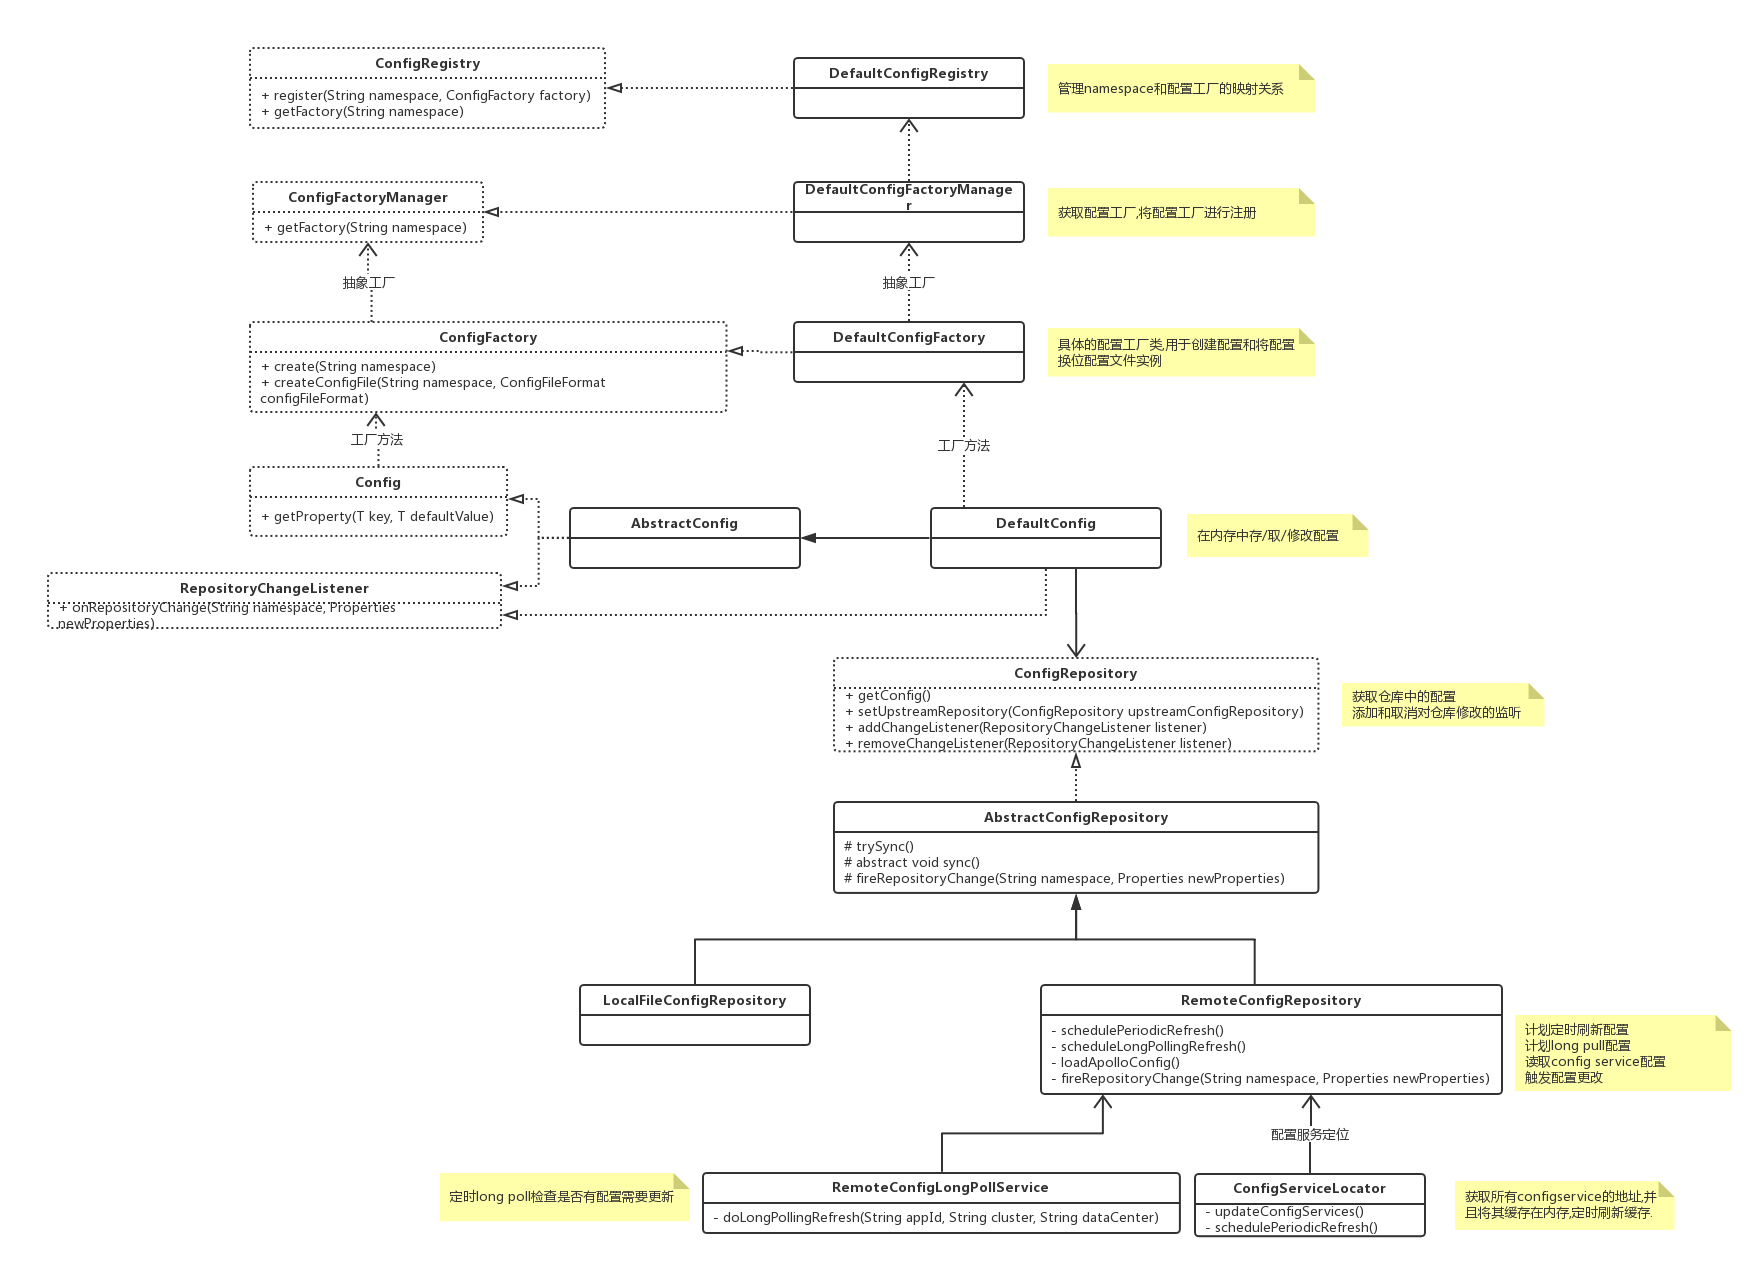 ConfigRegistry
+ register(String namespace, ConfigFactory factory)
+ getFactory(String namespace)
DefaultConfigRegistry
管理namespace和配置工厂的映射关系
ConfigFactoryManager
+ getFactory(String namespace)
DefaultConfigFactoryManage
r
获取配置工厂,将配置工厂进行注册
抽象工厂
抽象工厂
ConfigFactory
+ create(String namespace)
+ createConfigFile(String namespace, ConfigFileFormat
configFileFormat)
DefaultConfigFactory
具体的配置工厂类,用于创建配置和将配置
换位配置文件实例
工厂方法
工厂方法
Config
+ getProperty(T key, T defaultValue)
AbstractConfig
DefaultConfig
在内存中存/取/修改配置
RepositoryChangeListener
+ onRepositoryChange(String namespace, Properties
newProperties)
ConfigRepository
+ getConfig()
+ setUpstreamRepository(ConfigRepository upstreamConfigRepository)
+ addChangeListener(RepositoryChangeListener listener)
+ removeChangeListener(RepositoryChangeListener listener)
获取仓库中的配置
添加和取消对仓库修改的监听
AbstractConfigRepository
# trySync()
# abstract void sync()
# fireRepositoryChange(String namespace, Properties newProperties)
LocalFileConfigRepository
RemoteConfigRepository
- schedulePeriodicRefresh()
- scheduleLongPollingRefresh()
- loadApolloConfig()
- fireRepositoryChange(String namespace, Properties newProperties)
计划定时刷新配置
计划long pull配置
读取config service配置
触发配置更改
配置服务定位
定时long poll检查是否有配置需要更新
RemoteConfigLongPollService
- doLongPollingRefresh(String appId, String cluster, String dataCenter)
ConfigServiceLocator
- updateConfigServices()
- schedulePeriodicRefresh()
获取所有configservice的地址,并
且将其缓存在内存,定时刷新缓存.